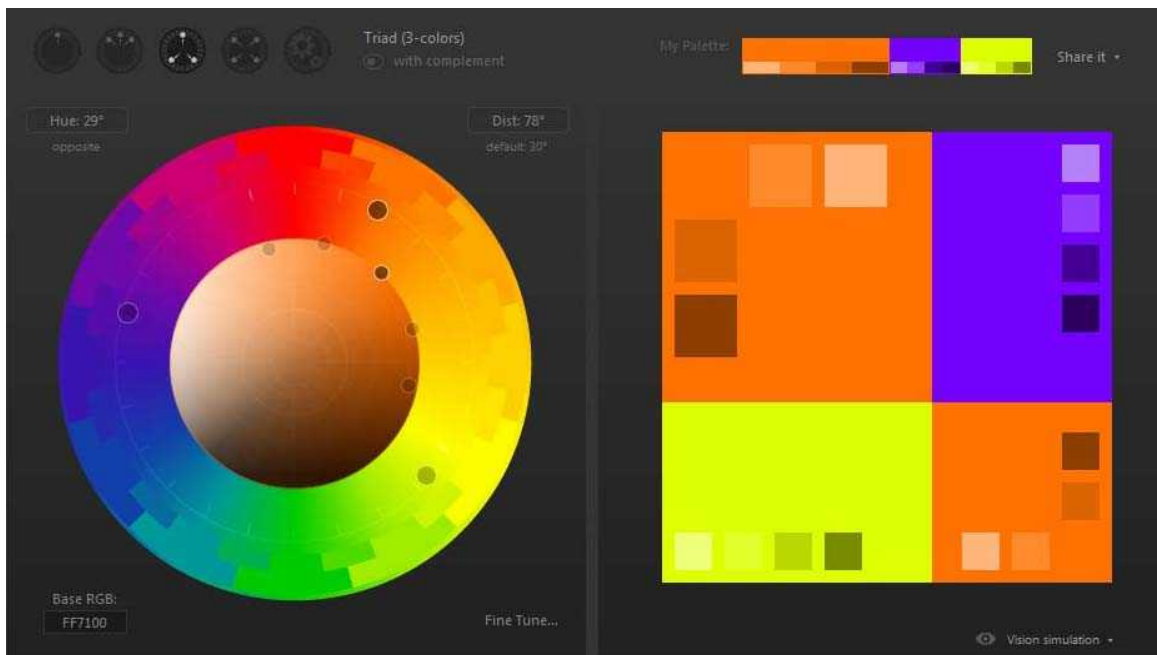 Triad (3-colors)
with complement
My Palette:
Share it
Hue: 29°
opposite
Dist: 78°
default: 30°
Base RGB:
FF7100
Fine Tune...
Vision simulation